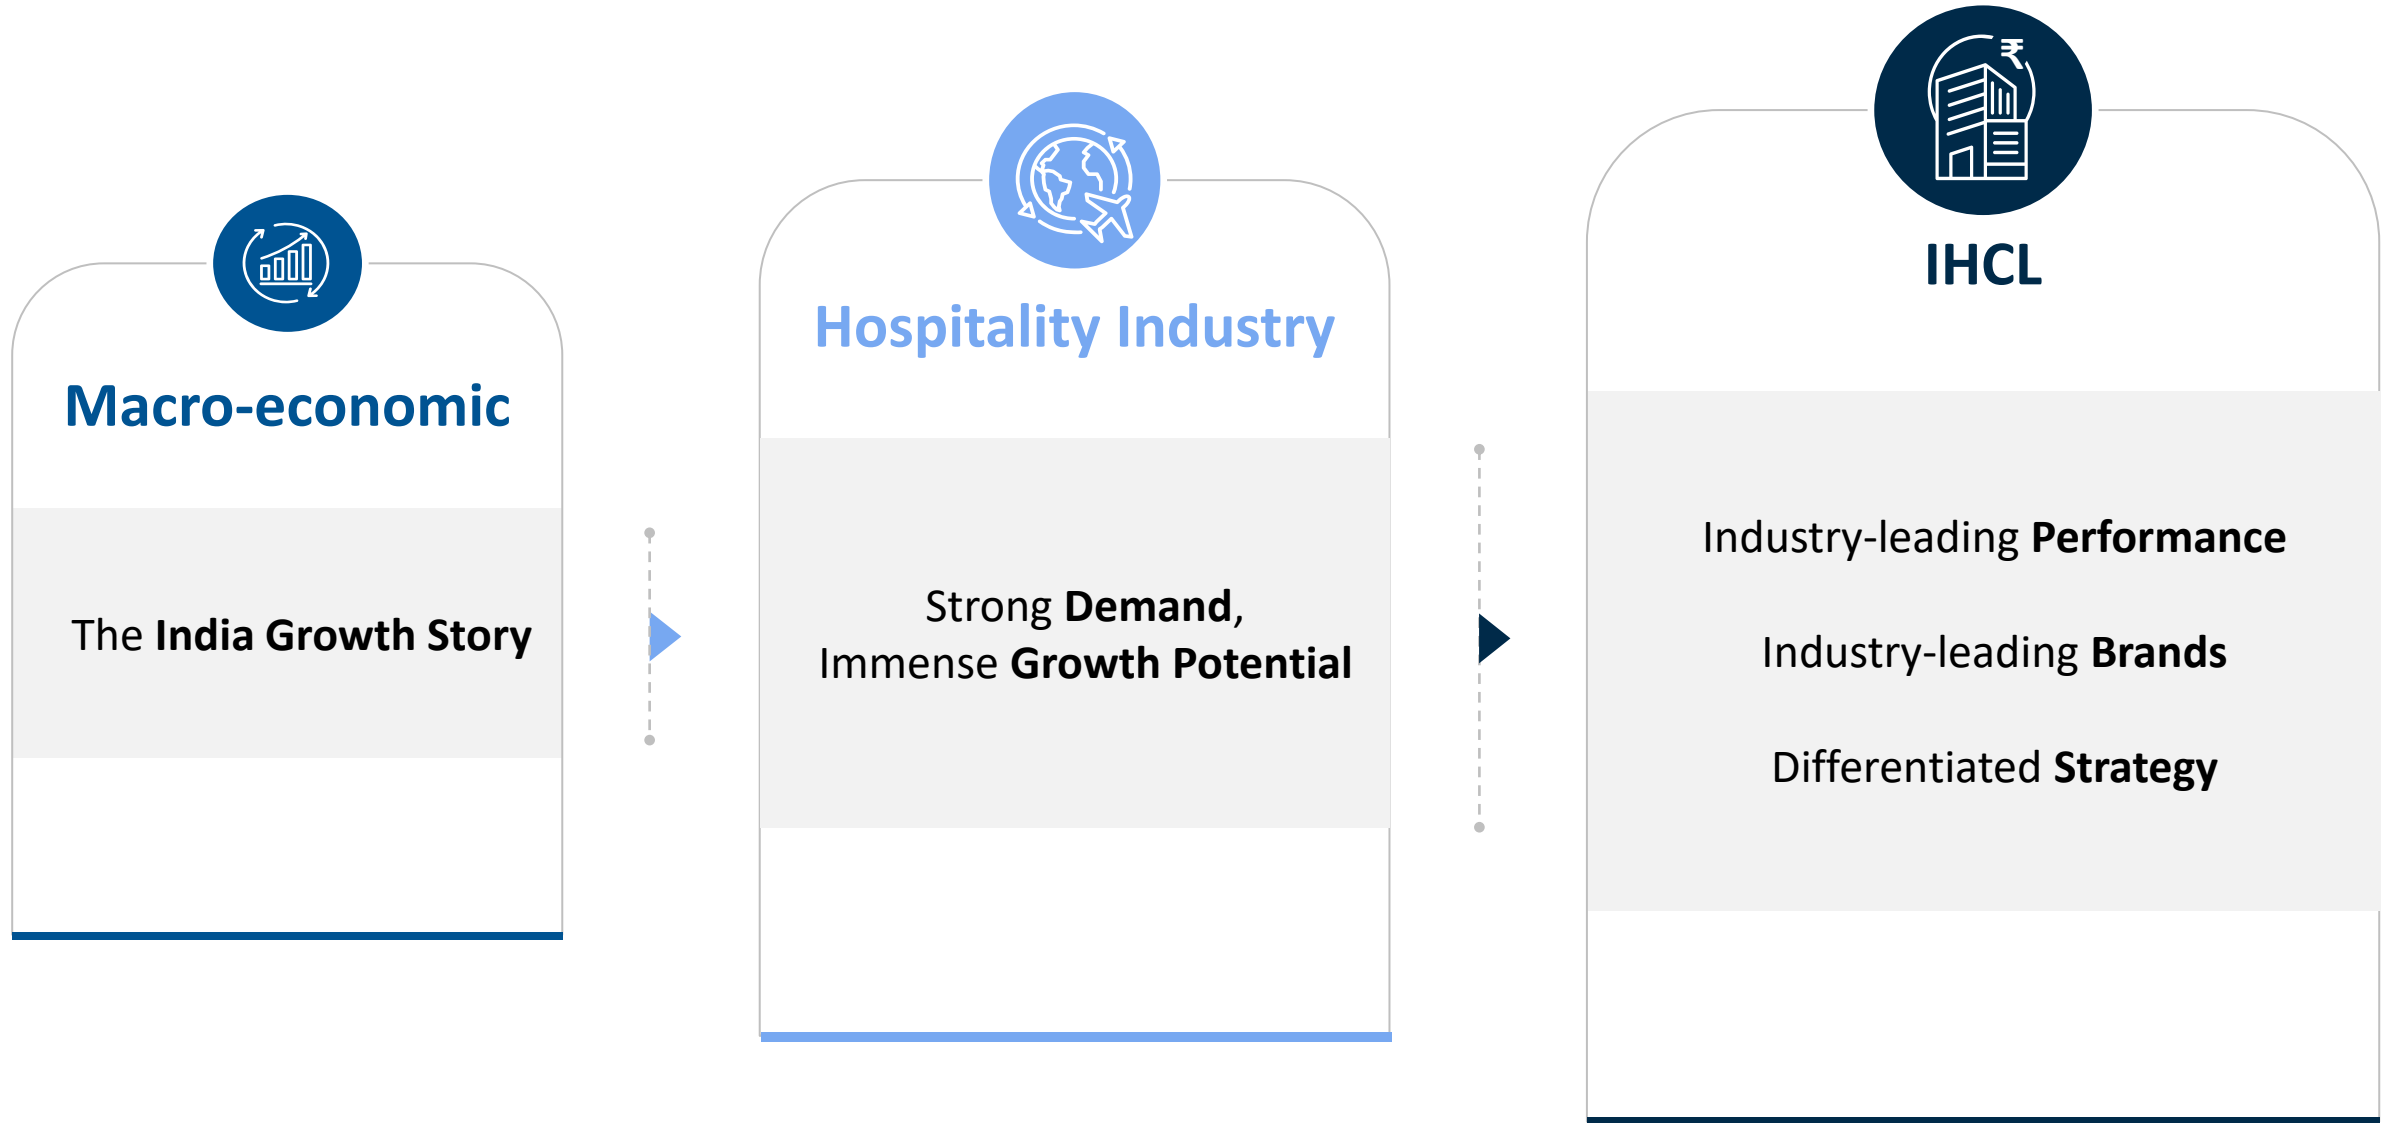 Macro-economic
The India Growth Story
Hospitality Industry
Strong Demand,
Immense Growth Potential
₹
IHCL
Industry-leading Performance
Industry-leading Brands
Differentiated Strategy